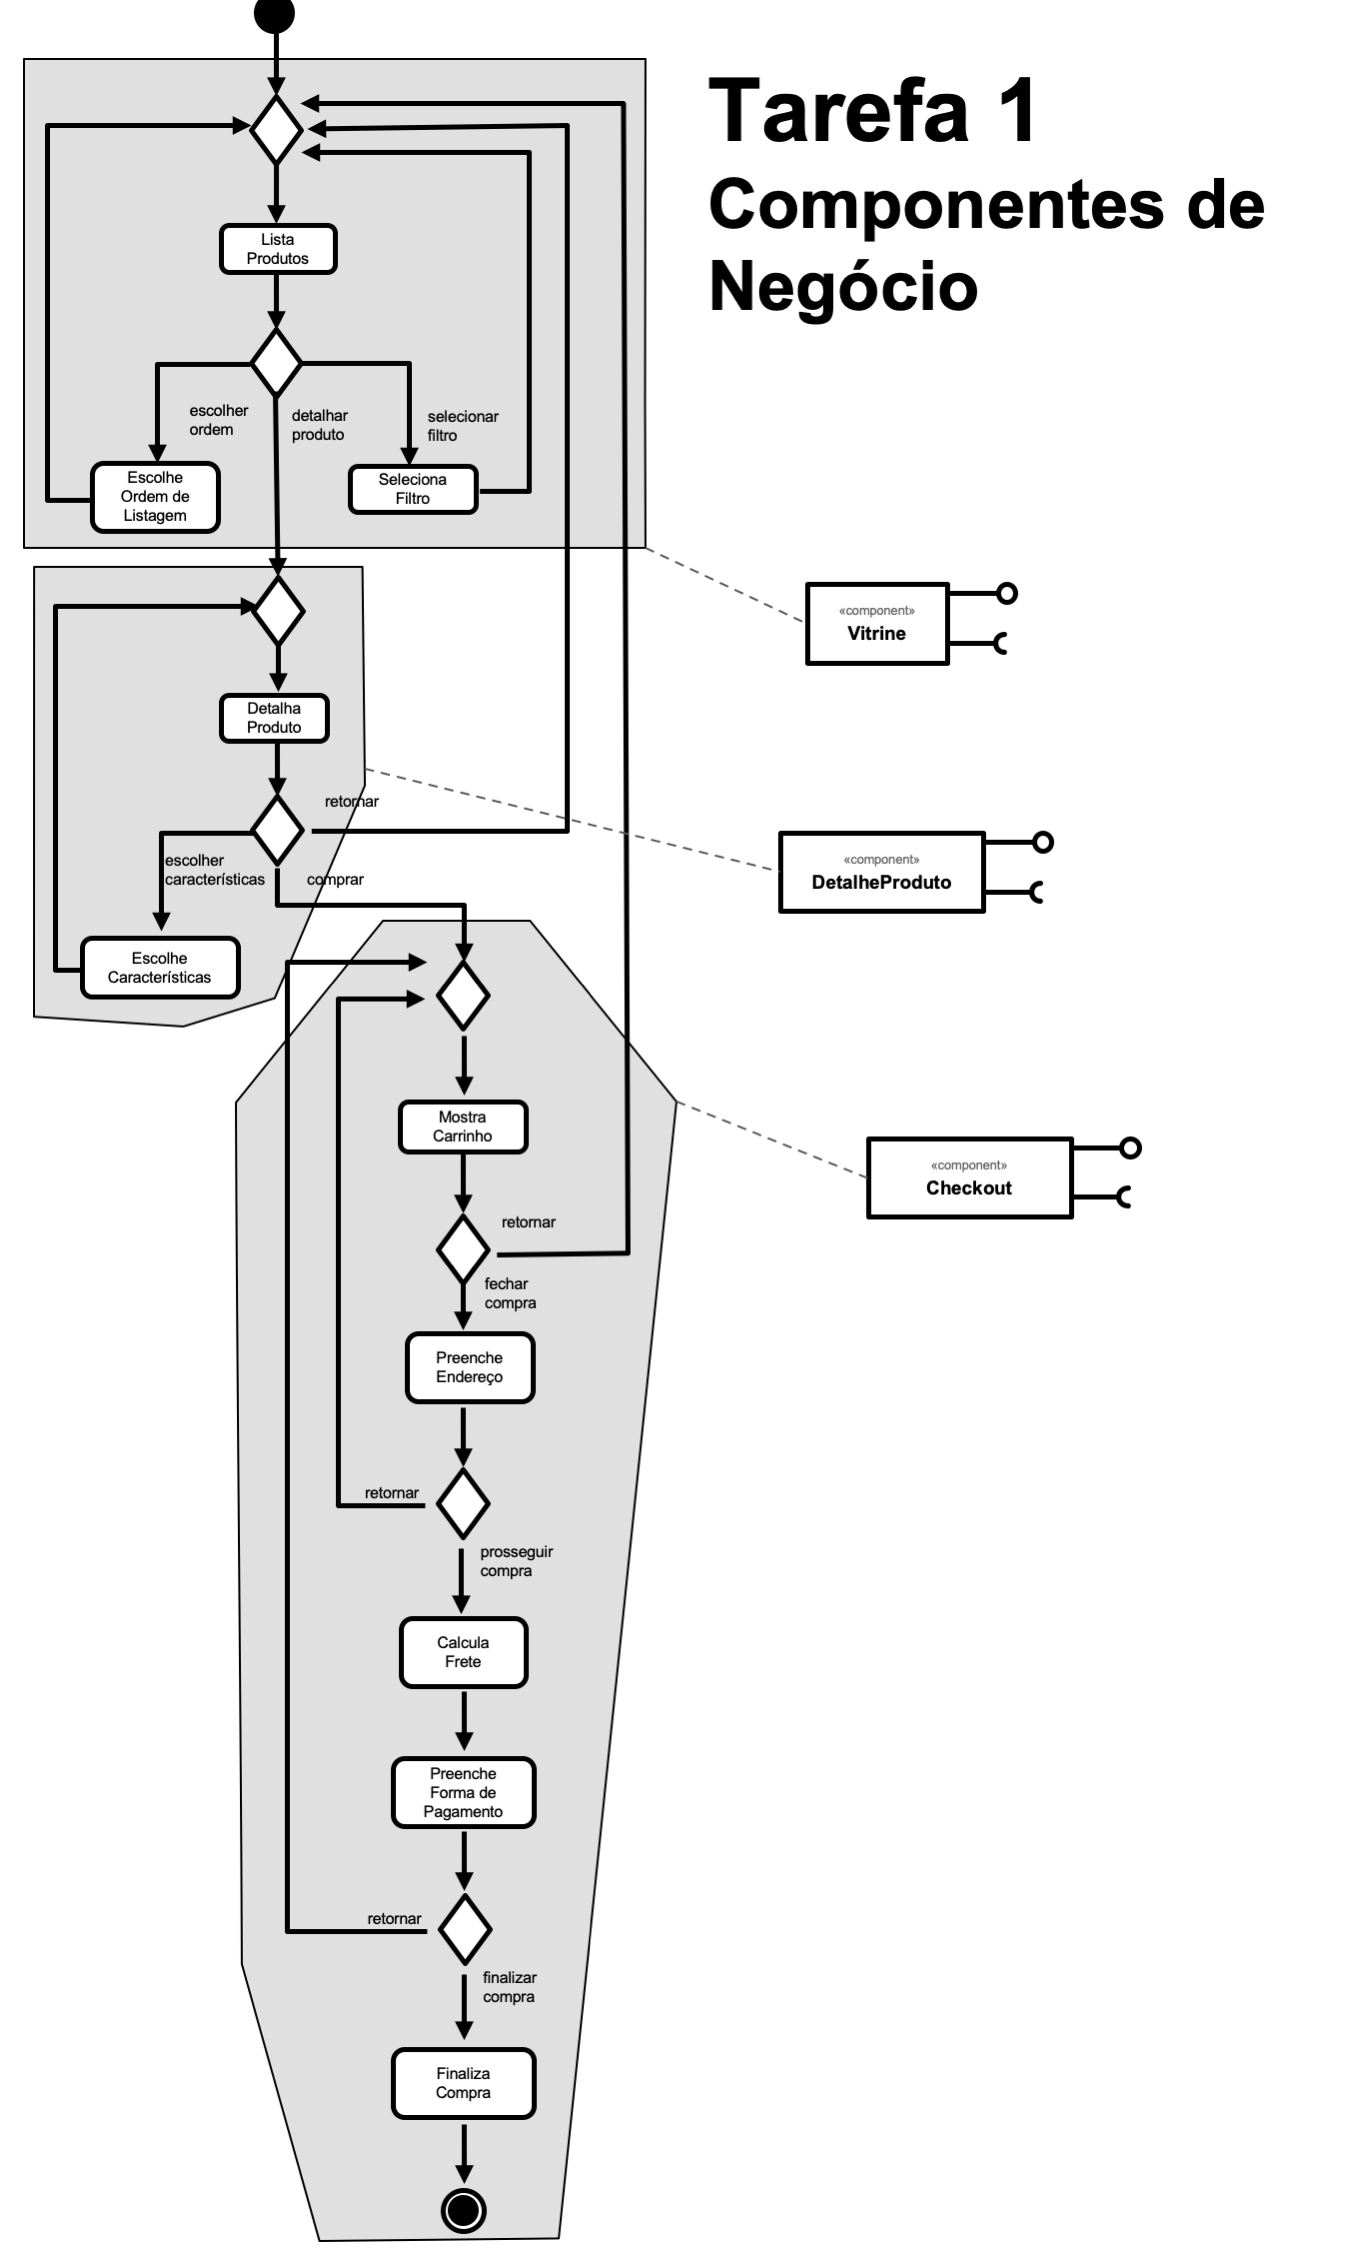 Tarefa 1
Componentes de
Negócio
Lista
Produtos
escolher
ordem
detalhar
produto
selecionar
filtro
Escolhe
Ordem de
Listagem
Seleciona
Filtro
«component»
Vitrine
Detalha
Produto
retornar
escolher
características
comprar
«component»
DetalheProduto
Escolhe
Características
Mostra
Carrinho
«component»
Checkout
retornar
fechar
compra
Preenche
Endereço
retornar
prosseguir
compra
Calcula
Frete
Preenche
Forma de
Pagamento
retornar
finalizar
compra
Finaliza
Compra